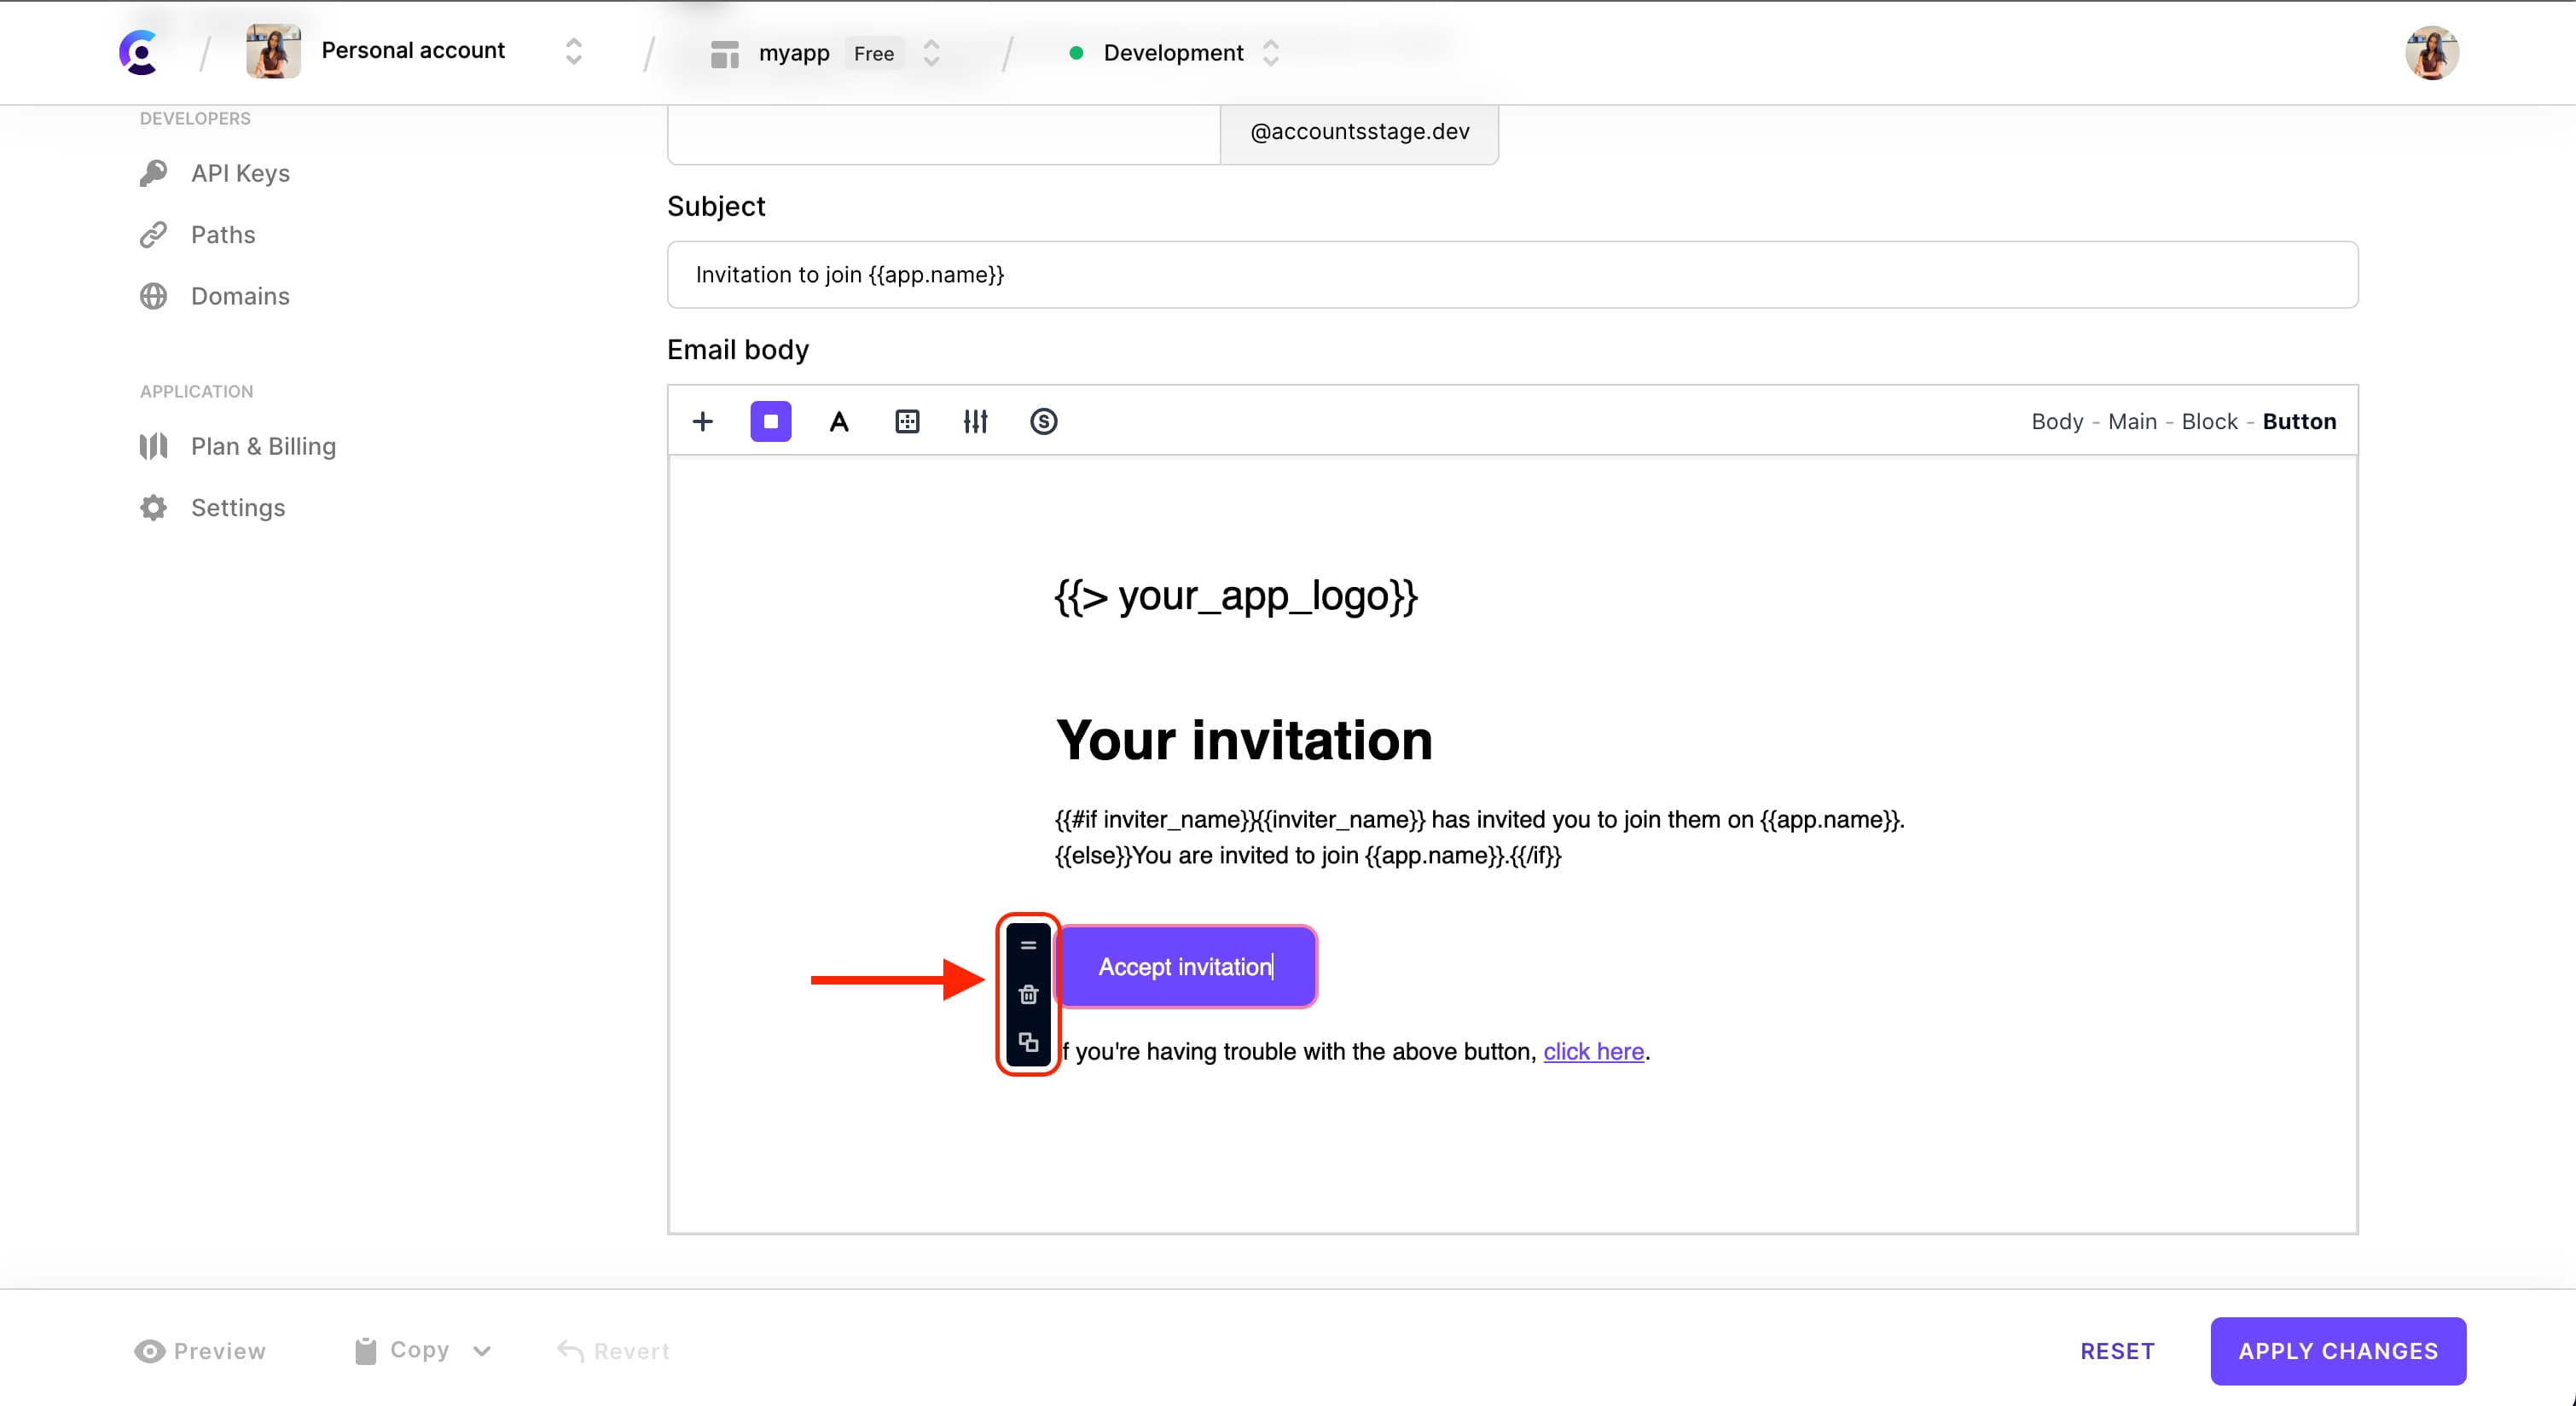 Personal account
myapp Free
Development
DEVELOPERS
API Keys
Paths
Domains
APPLICATION
Plan & Billing
Settings
@accountsstage.dev
Subject
Invitation to join {{app.name}}
Email body
Body - Main - Block - Button
{{> your_app_logo}}
Your invitation
{{#if inviter_name}}{{inviter_name}} has invited you to join them on {{app.name}}.
{{else}}You are invited to join {{app.name}}.{{/if}}
Accept invitation
f you're having trouble with the above button, click here.
Preview
Copy
Revert
RESET
APPLY CHANGES